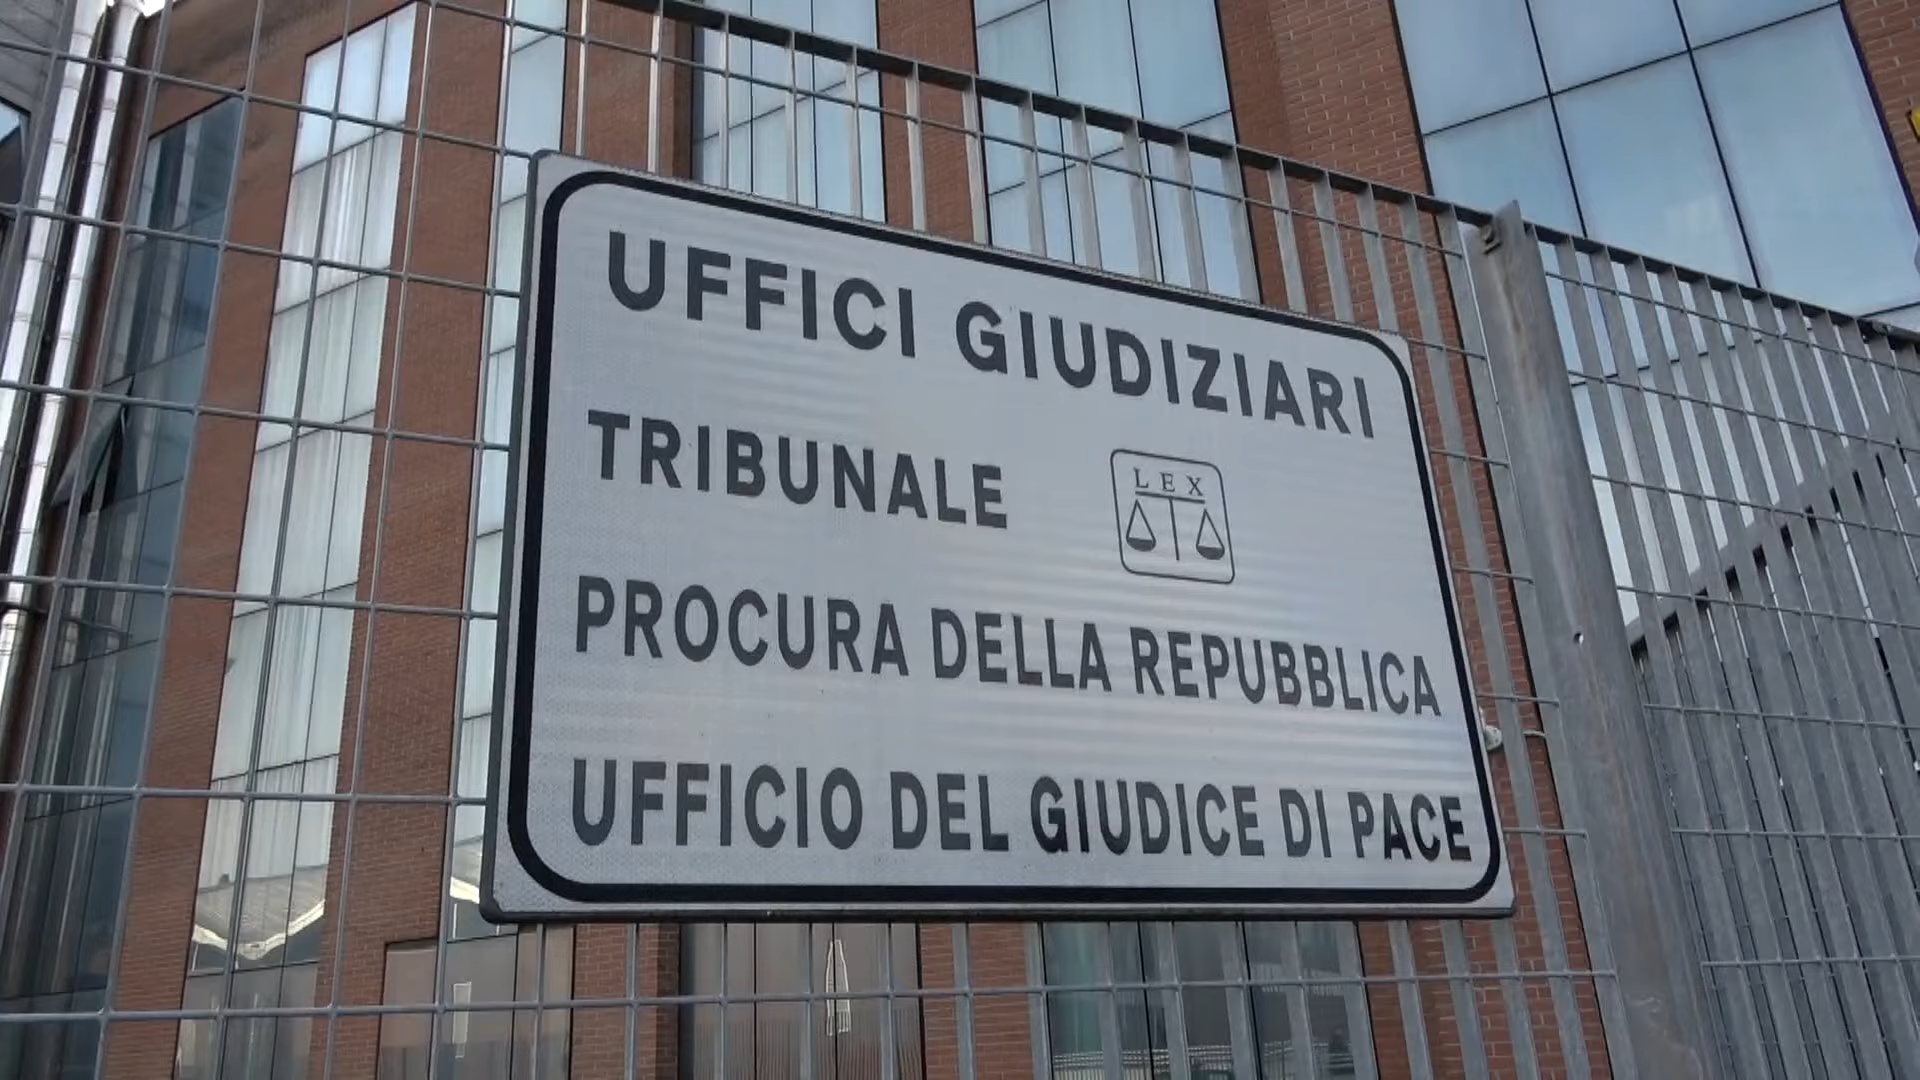 UFFICI GIUDIZIARI
TRIBUNALE
LEX
PROCURA DELLA REPUBBLICA
UFFICIO DEL GIUDICE DI PACE